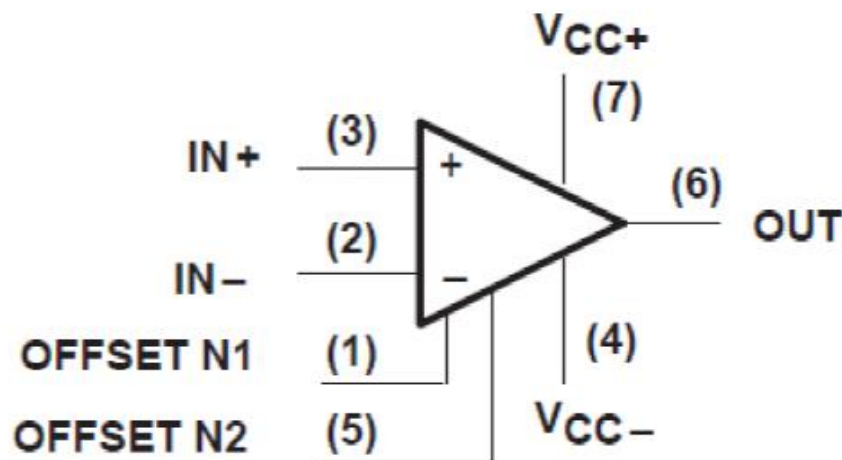 VCC+
(7)
IN+ (3) +
(6)
OUT
IN– (2) –
OFFSET N1 (1)
(4)
OFFSET N2 (5)
VCC–